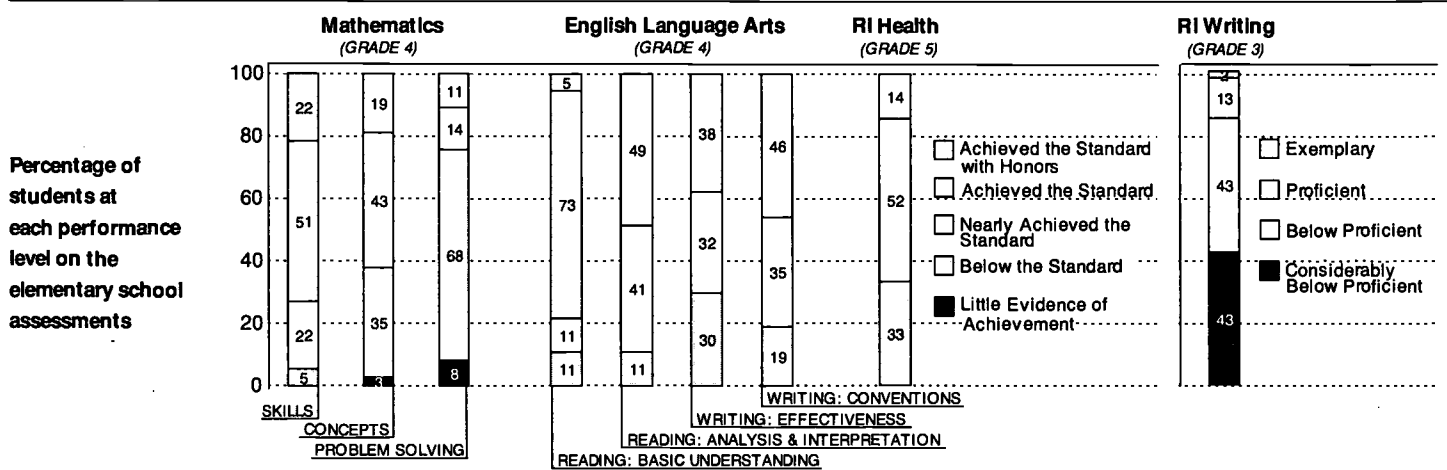 Mathematics
(GRADE 4)
English Language Arts
(GRADE 4)
RI Health
(GRADE 5)
RI Writing
(GRADE 3)
Percentage of
students at
each performance
level on the
elementary school
assessments
100
80
60
40
20
0
22
51
22
5
19
43
35
3
11
14
68
8
5
73
11
11
49
41
11
38
32
30
46
35
19
14
52
33
Achieved the Standard
with Honors
Achieved the Standard
Nearly Achieved the
Standard
Below the Standard
Little Evidence of
Achievement
13
43
43
Exemplary
Proficient
Below Proficient
Considerably
Below Proficient
SKILLS
CONCEPTS
PROBLEM SOLVING
WRITING: CONVENTIONS
WRITING: EFFECTIVENESS
READING: ANALYSIS & INTERPRETATION
READING: BASIC UNDERSTANDING